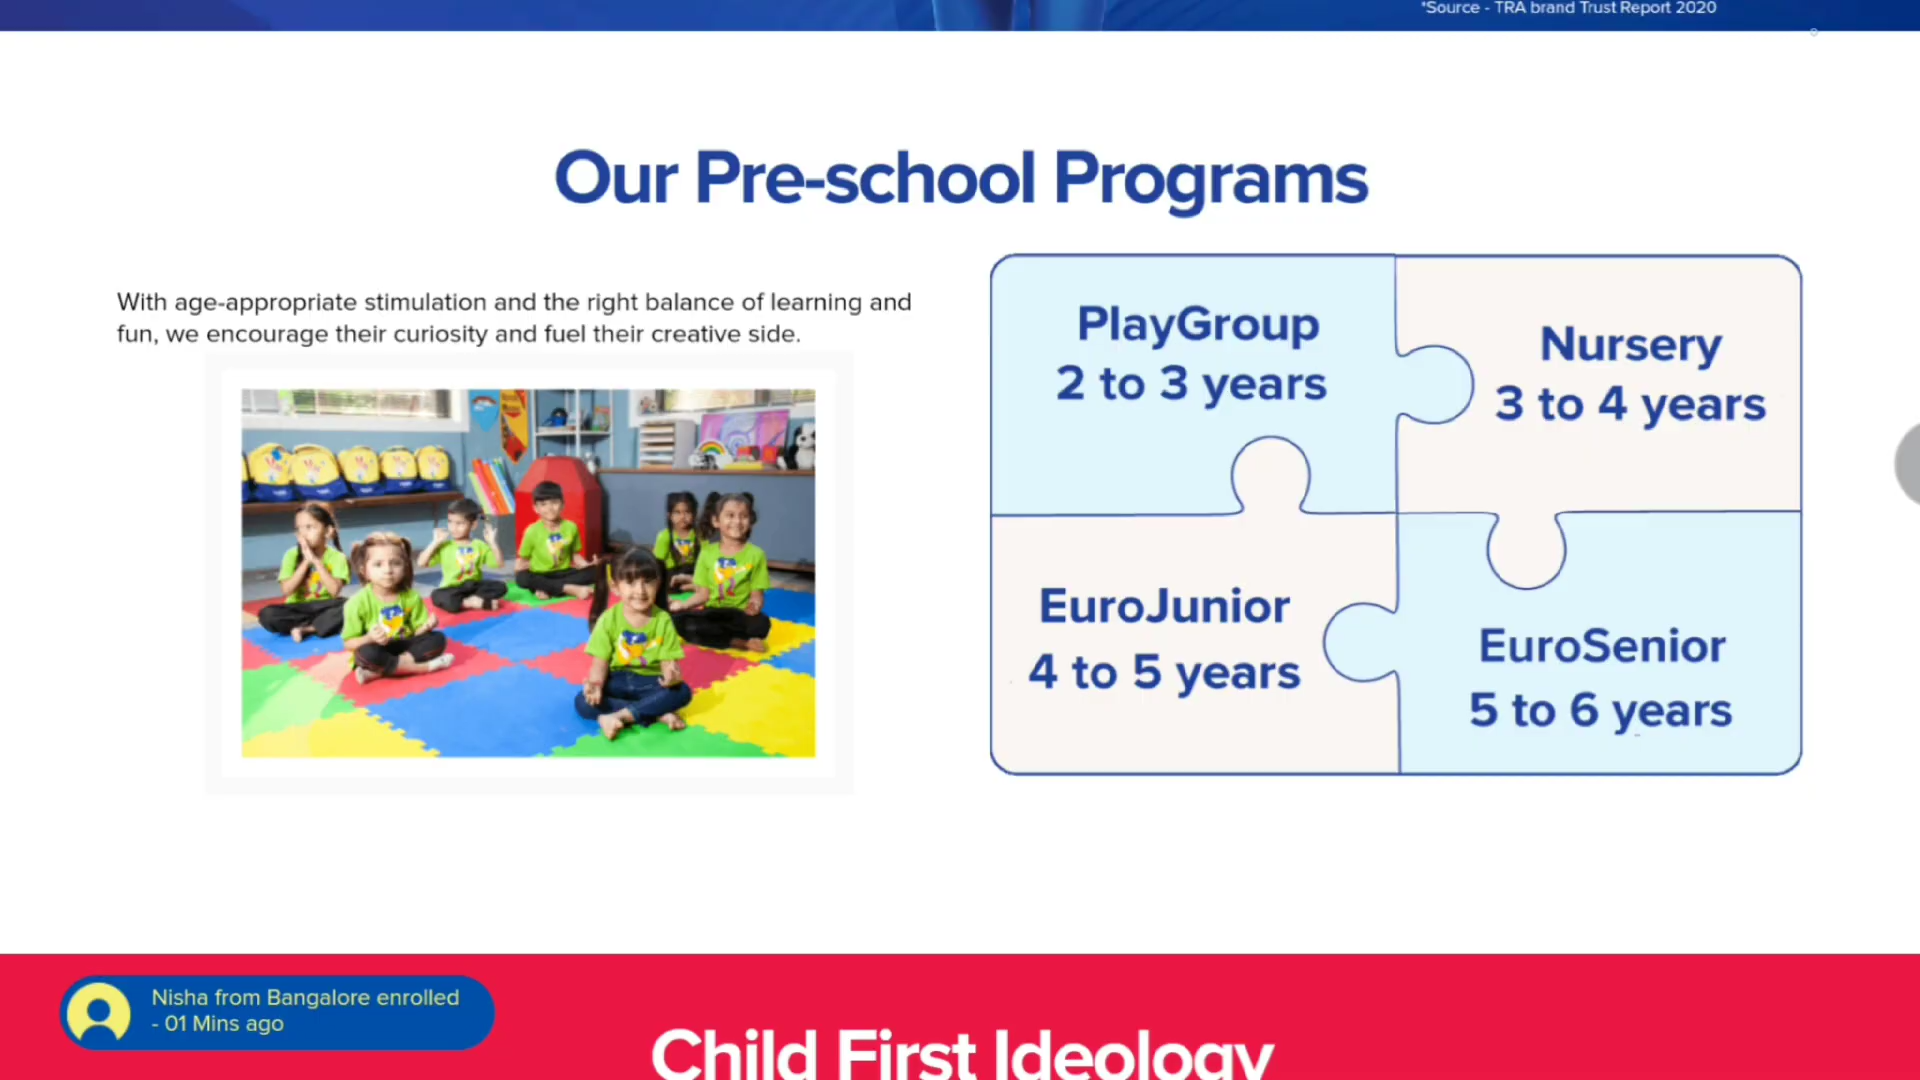 *Source - TRA brand Trust Report 2020
Our Pre-school Programs
With age-appropriate stimulation and the right balance of learning and
fun, we encourage their curiosity and fuel their creative side.
PlayGroup
2 to 3 years
Nursery
3 to 4 years
EuroJunior
4 to 5 years
EuroSenior
5 to 6 years
Nisha from Bangalore enrolled
- 01 Mins ago
Child First Ideology